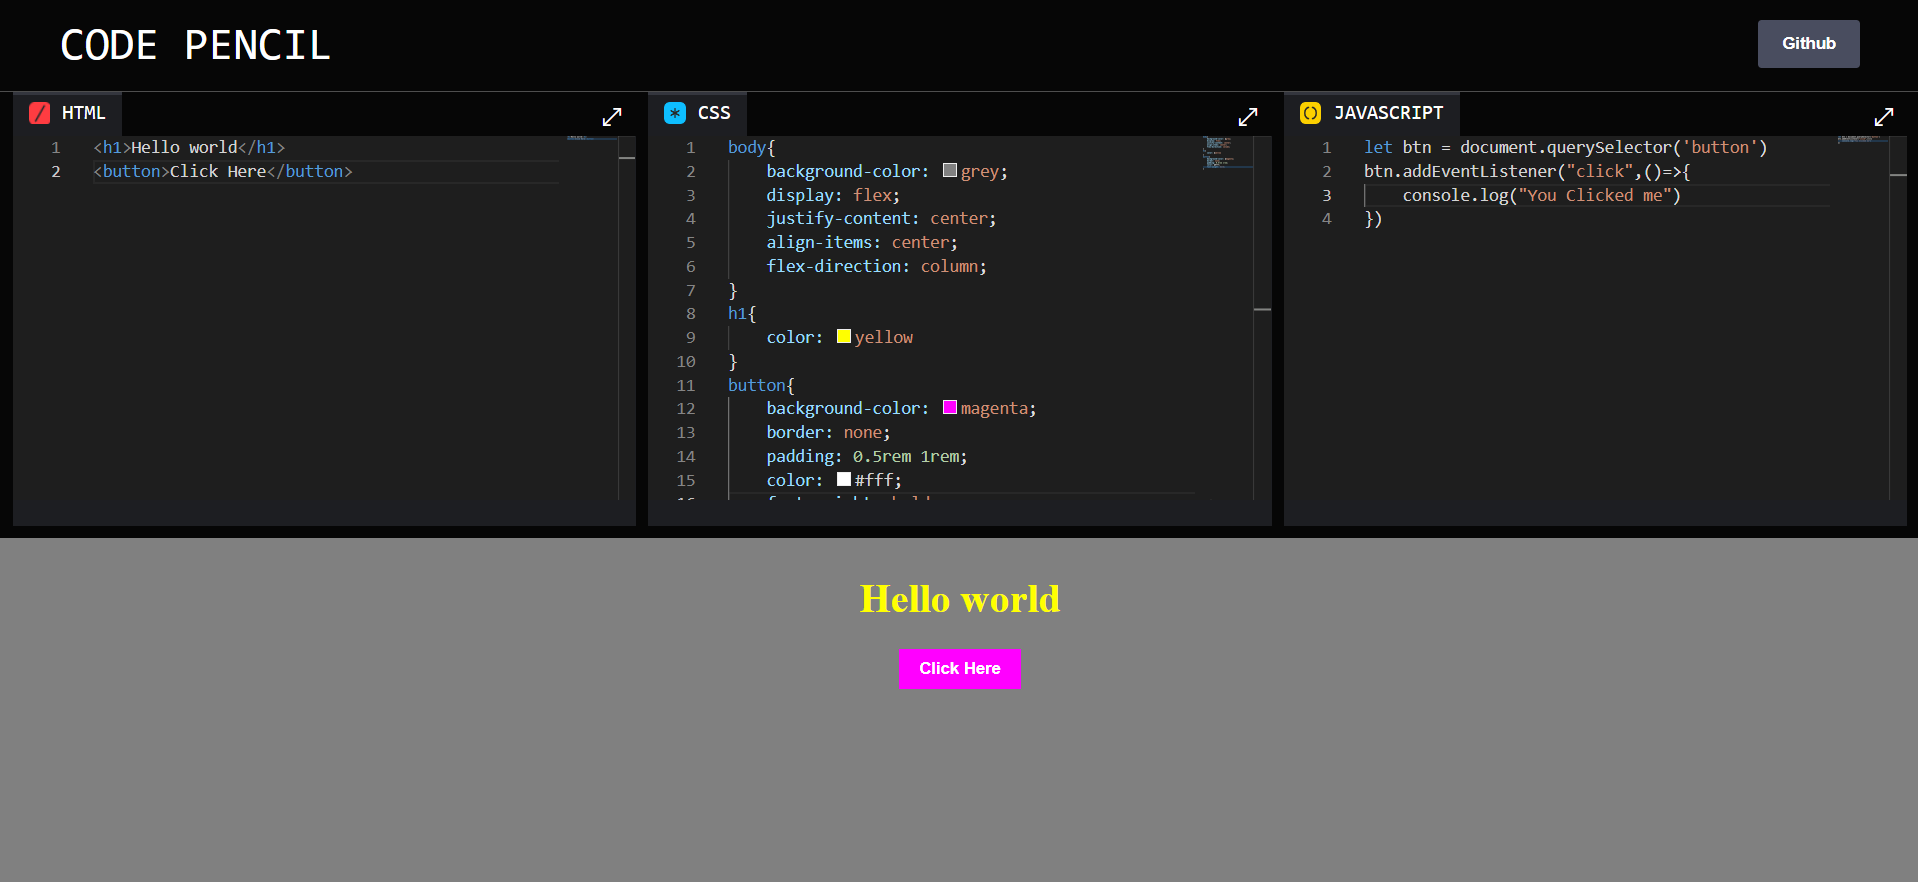 CODE PENCIL
Github
HTML
1 <h1>Hello world</h1>
2 <button>Click Here</button>
CSS
1 body{
2 background-color: grey;
3 display: flex;
4 justify-content: center;
5 align-items: center;
6 flex-direction: column;
7 }
8 h1{
9 color: yellow
10 }
11 button{
12 background-color: magenta;
13 border: none;
14 padding: 0.5rem 1rem;
15 color: #fff;
JAVASCRIPT
1 let btn = document.querySelector('button')
2 btn.addEventListener("click",()=>{
3 console.log("You Clicked me")
4 })
Hello world
Click Here